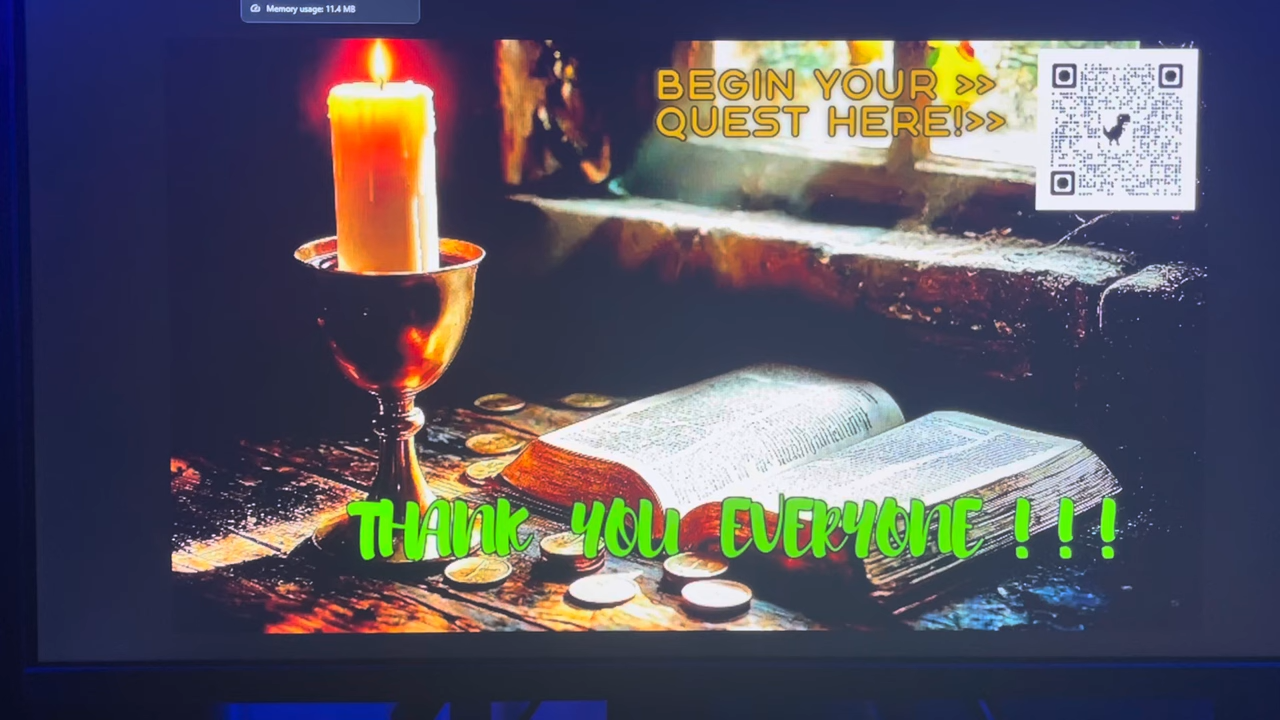 Memory usage: 11.4 MB
BEGIN YOUR >>
QUEST HERE!>>
THANK YOU EVERYONE !!!